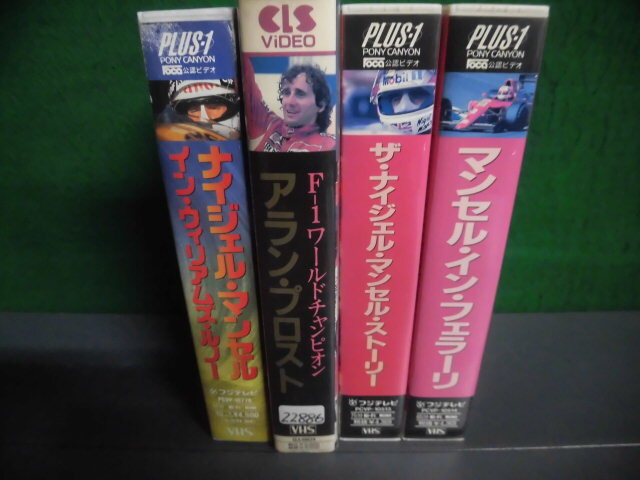 PLUS-1
PONY CANYON
foca 公認ビデオ
ナイジェル・マンセル
イン・ウィリアムズ・ルノー
フジテレビ
VHS
CLS
ViDEO
F-1ワールドチャンピオン
アラン・プロスト
22886
VHS
PLUS-1
PONY CANYON
foca 公認ビデオ
Mobil
ザ・ナイジェル・マンセル・ストーリー
フジテレビ
VHS
PLUS-1
PONY CANYON
foca 公認ビデオ
マンセル・イン・フェラーリ
フジテレビ
VHS